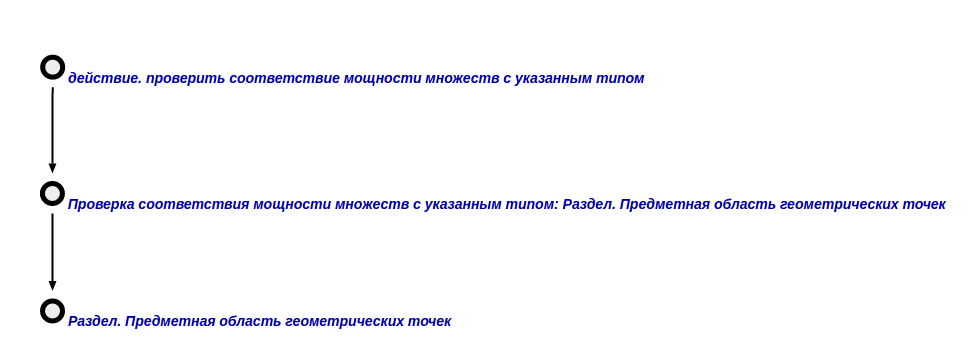 действие. проверить соответствие мощности множеств с указанным типом
Проверка соответствия мощности множеств с указанным типом: Раздел. Предметная область геометрических точек
Раздел. Предметная область геометрических точек